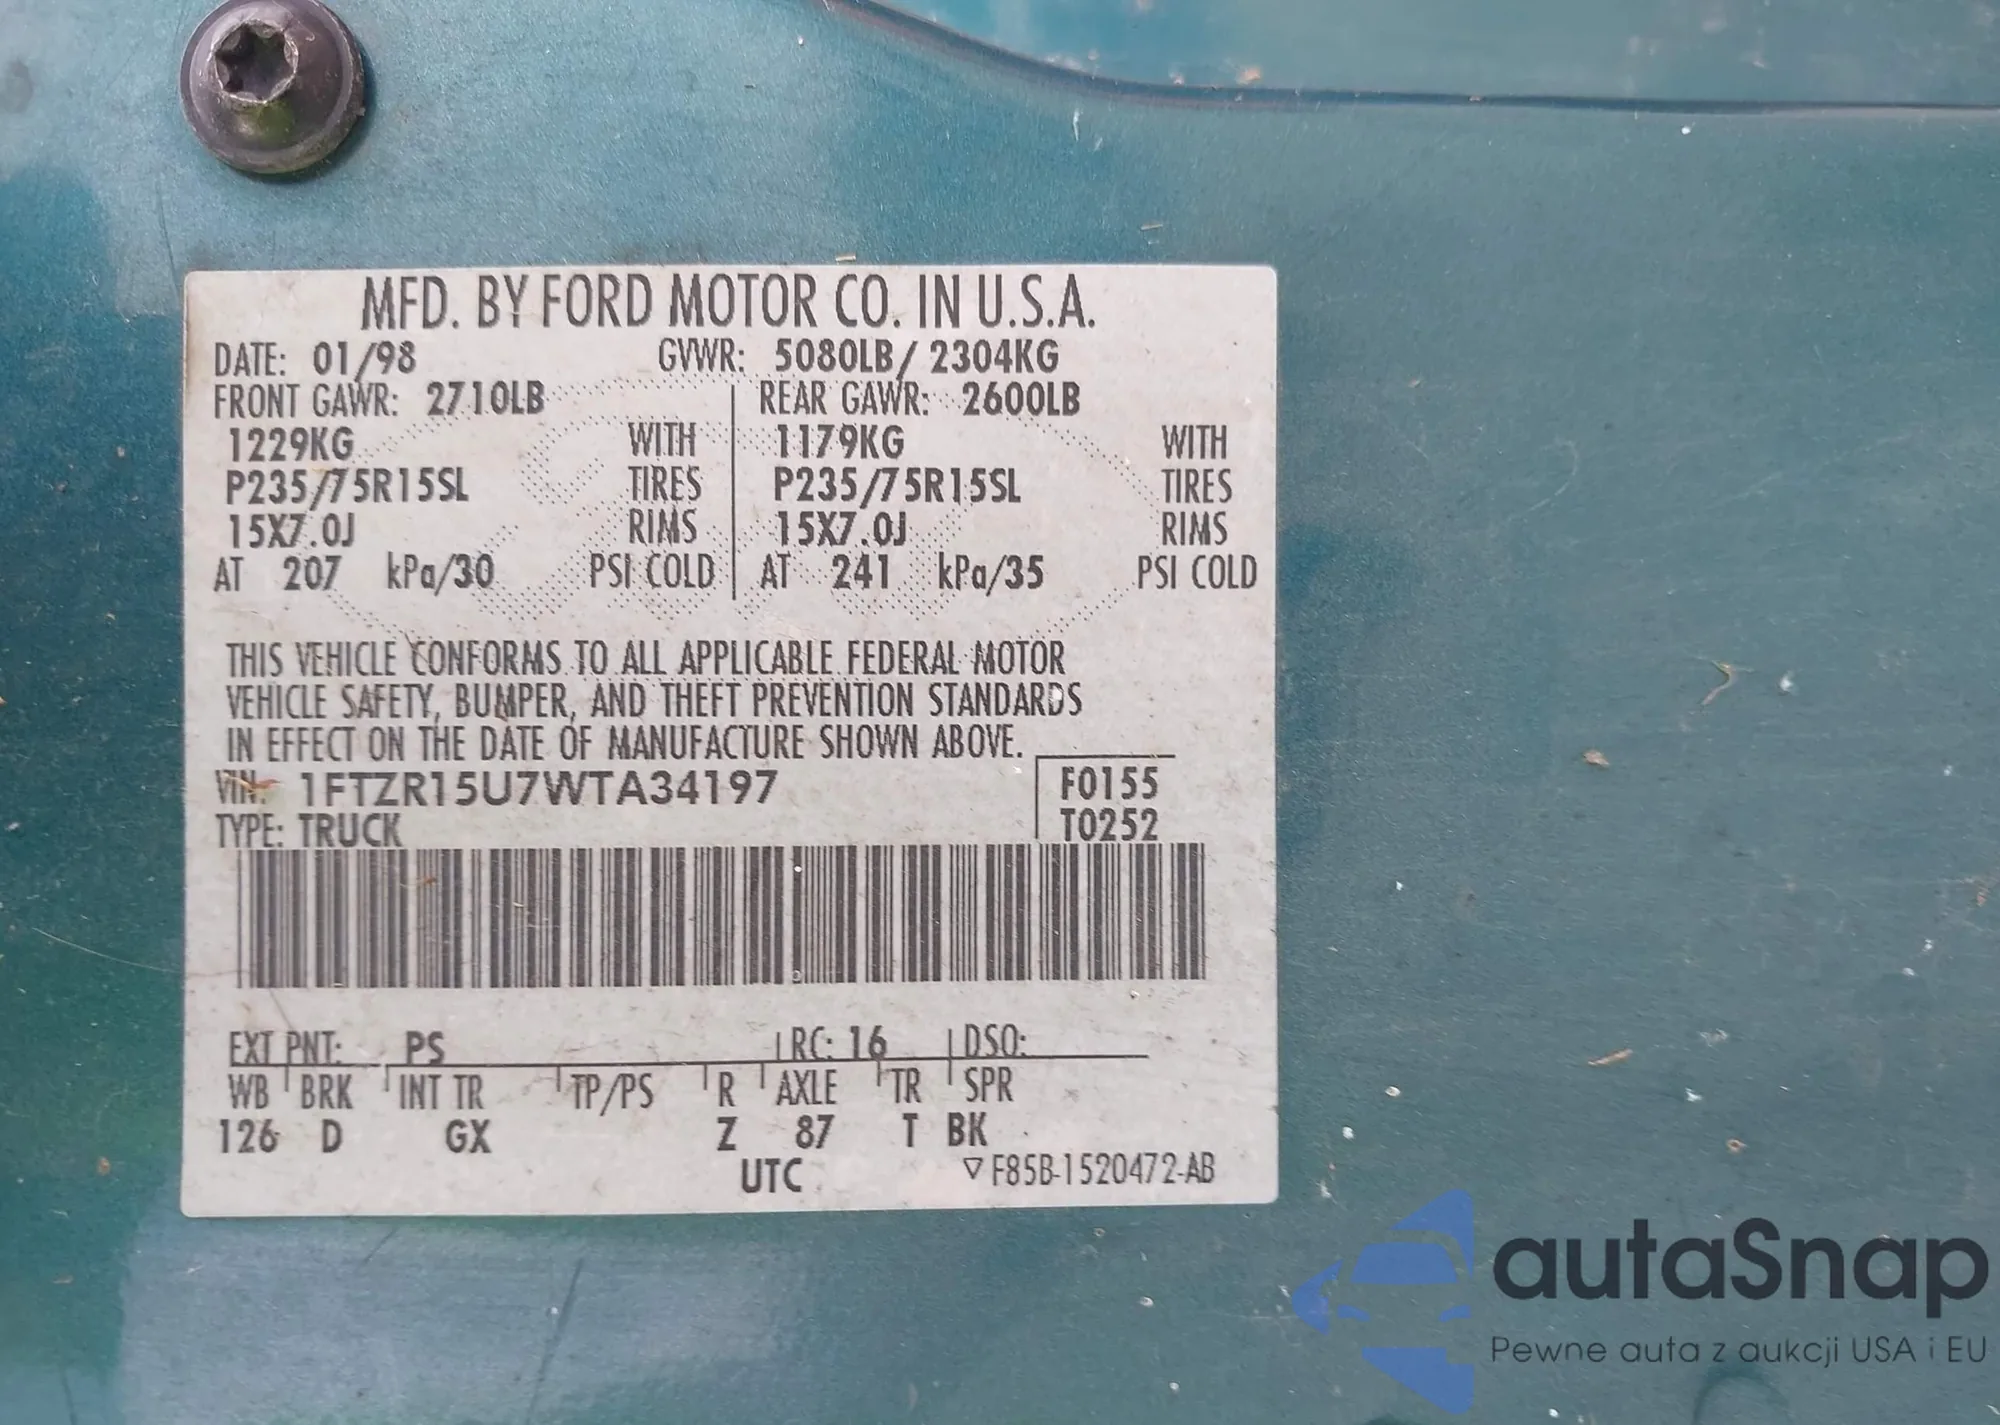 MFD. BY FORD MOTOR CO. IN U.S.A.
DATE: 01/98 GVWR: 5080LB/ 2304KG
FRONT GAWR: 2710LB REAR GAWR: 2600LB
1229KG WITH 1179KG WITH
P235/75R15SL TIRES P235/75R15SL TIRES
15X7.0J RIMS 15X7.0J RIMS
AT 207 kPa/30 PSI COLD AT 241 kPa/35 PSI COLD
THIS VEHICLE CONFORMS TO ALL APPLICABLE FEDERAL MOTOR
VEHICLE SAFETY, BUMPER, AND THEFT PREVENTION STANDARDS
IN EFFECT ON THE DATE OF MANUFACTURE SHOWN ABOVE.
VIN: 1FTZR15U7WTA34197 F0155
TYPE: TRUCK T0252
EXT PNT: PS RC: 16 DSO:
WB BRK INT TR TP/PS R AXLE TR SPR
126 D GX Z 87 T BK
UTC F85B-1520472-AB
autaSnap
Pewne auta z aukcji USA i EU